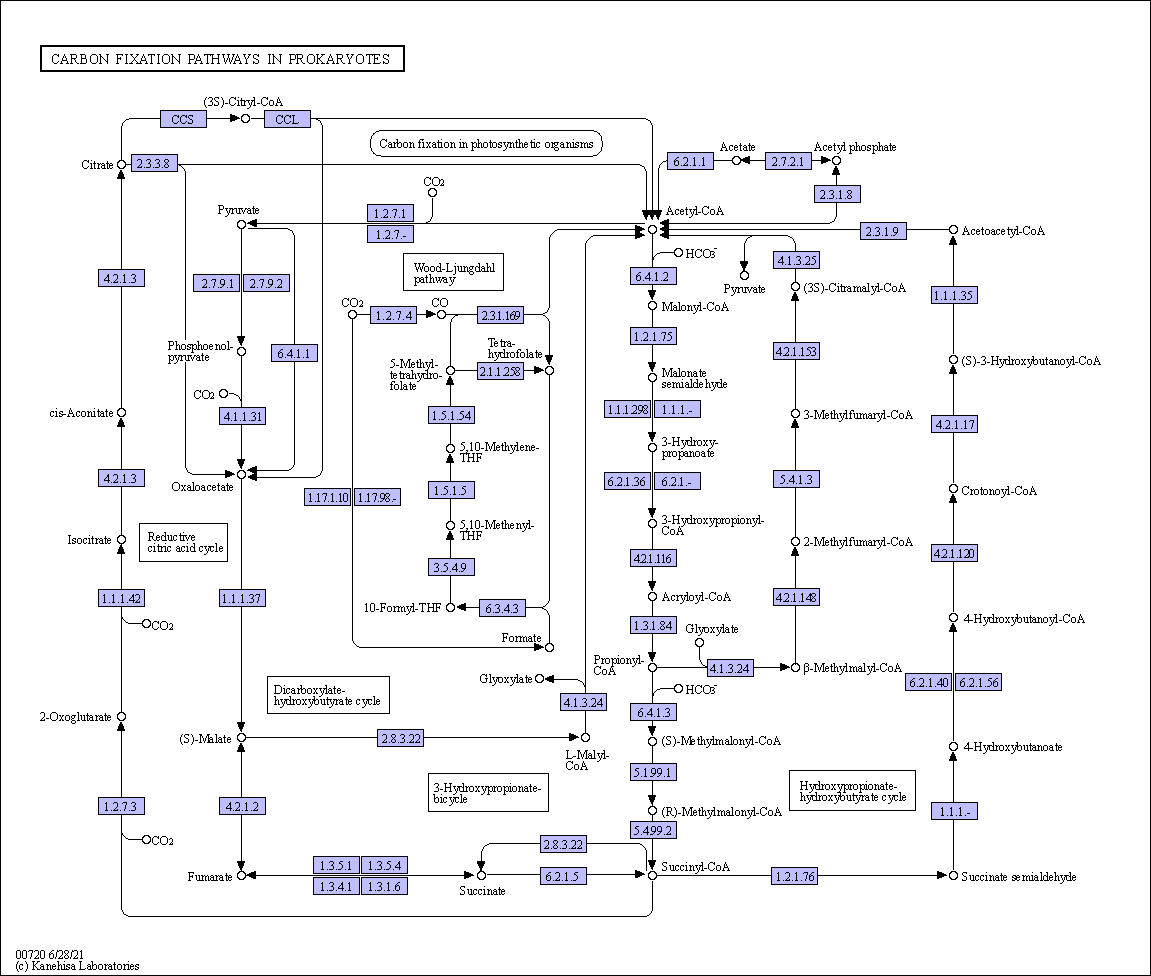 CARBON FIXATION PATHWAYS IN PROKARYOTES
(3S)-Citryl-CoA
CCS
CCL
Carbon fixation in photosynthetic organisms
Citrate
2.3.3.8
6.2.1.1
Acetate
2.7.2.1
Acetyl phosphate
2.3.1.8
CO2
Pyruvate
1.2.7.1
1.2.7.-
Acetyl-CoA
2.3.1.9
Acetoacetyl-CoA
HCO3-
4.2.1.3
2.7.9.1
2.7.9.2
Wood-Ljungdahl
pathway
6.4.1.2
Pyruvate
4.1.3.25
(3S)-Citramalyl-CoA
1.1.1.35
CO2
1.2.7.4
CO
2.3.1.169
Malonyl-CoA
1.2.1.75
Phosphoenol-
pyruvate
6.4.1.1
Tetra-
hydrofolate
4.2.1.153
(S)-3-Hydroxybutanoyl-CoA
5-Methyl-
tetrahydro-
folate
2.1.1.258
Malonate
semialdehyde
CO2
4.1.1.31
cis-Aconitate
1.5.1.54
1.1.1.298
1.1.1.-
3-Methylfumaryl-CoA
4.2.1.17
5,10-Methylene-
THF
3-Hydroxy-
propanoate
4.2.1.3
Oxaloacetate
1.17.1.10
1.17.98.-
1.5.1.5
6.2.1.36
6.2.1.-
5.4.1.3
Crotonoyl-CoA
5,10-Methenyl-
THF
3-Hydroxypropionyl-
CoA
Isocitrate
Reductive
citric acid cycle
3.5.4.9
4.2.1.116
2-Methylfumaryl-CoA
4.2.1.120
1.1.1.42
1.1.1.37
10-Formyl-THF
6.3.4.3
Acryloyl-CoA
4.2.1.148
CO2
1.3.1.84
Glyoxylate
4-Hydroxybutanoyl-CoA
Formate
Propionyl-
CoA
4.1.3.24
β-Methylmalyl-CoA
Glyoxylate
HCO3-
6.2.1.40
6.2.1.56
Dicarboxylate-
hydroxybutyrate cycle
4.1.3.24
6.4.1.3
2-Oxoglutarate
(S)-Malate
2.8.3.22
L-Malyl-
CoA
(S)-Methylmalonyl-CoA
4-Hydroxybutanoate
5.1.99.1
3-Hydroxypropionate-
bicycle
Hydroxypropionate-
hydroxybutyrate cycle
1.2.7.3
4.2.1.2
(R)-Methylmalonyl-CoA
1.1.1.-
CO2
5.4.99.2
2.8.3.22
Fumarate
1.3.5.1
1.3.5.4
1.3.4.1
1.3.1.6
Succinate
6.2.1.5
Succinyl-CoA
1.2.1.76
Succinate semialdehyde
00720 6/28/21
(c) Kanehisa Laboratories